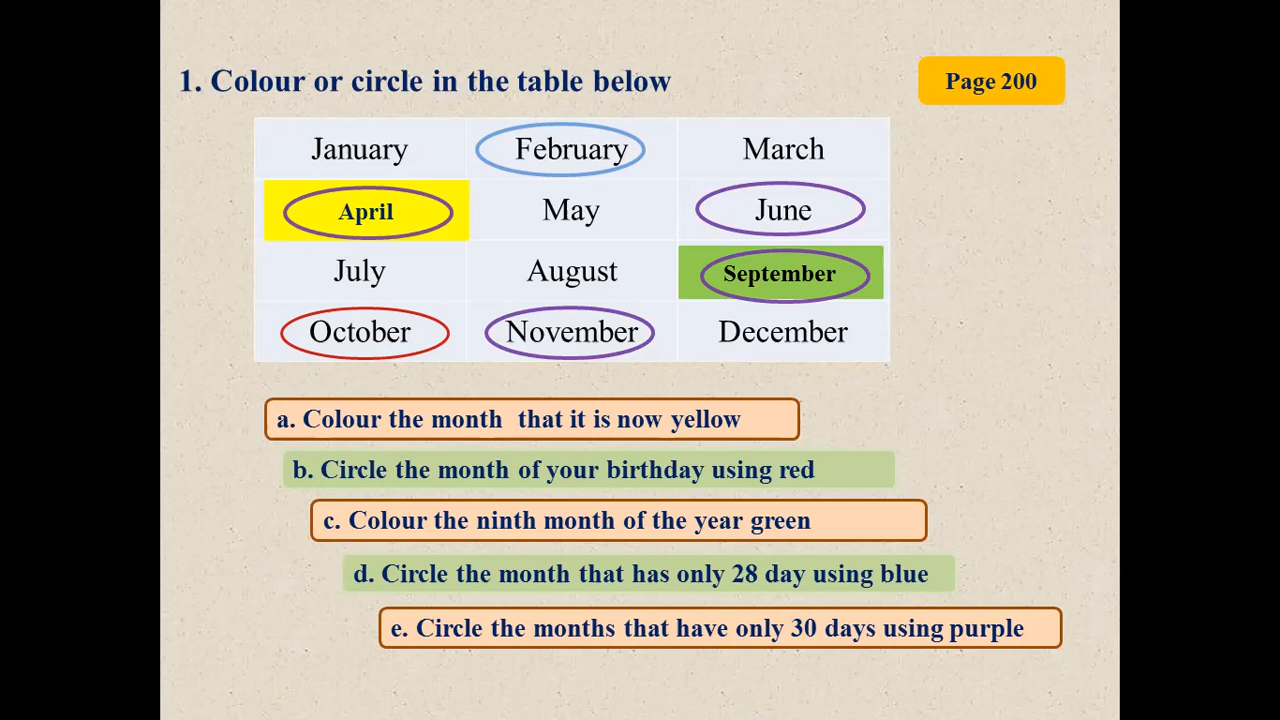 1. Colour or circle in the table below
Page 200
January February March
April May June
July August September
October November December
a. Colour the month that it is now yellow
b. Circle the month of your birthday using red
c. Colour the ninth month of the year green
d. Circle the month that has only 28 day using blue
e. Circle the months that have only 30 days using purple